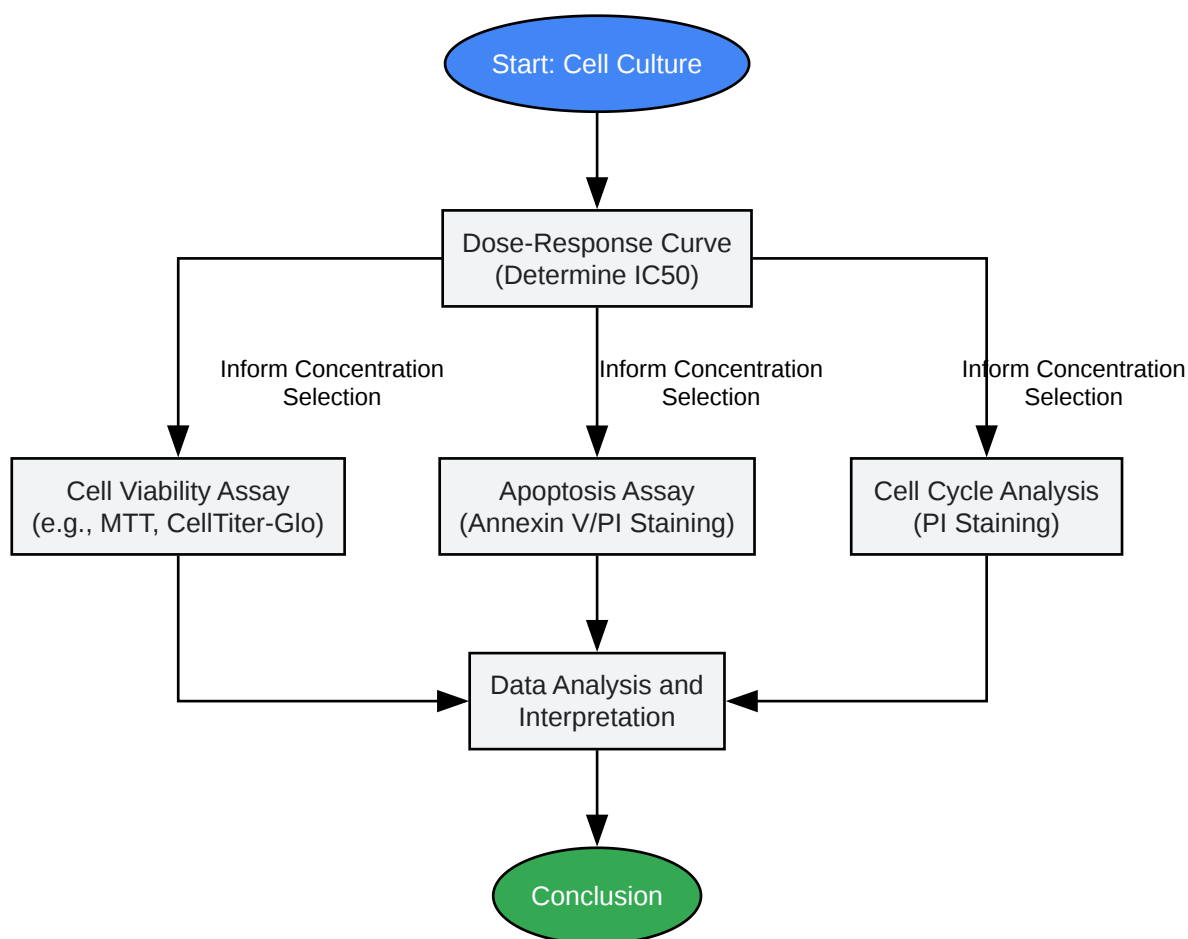 Start: Cell Culture
Dose-Response Curve
(Determine IC50)
Inform Concentration
Selection
Inform Concentration
Selection
Inform Concentration
Selection
Cell Viability Assay
(e.g., MTT, CellTiter-Glo)
Apoptosis Assay
(Annexin V/PI Staining)
Cell Cycle Analysis
(PI Staining)
Data Analysis and
Interpretation
Conclusion